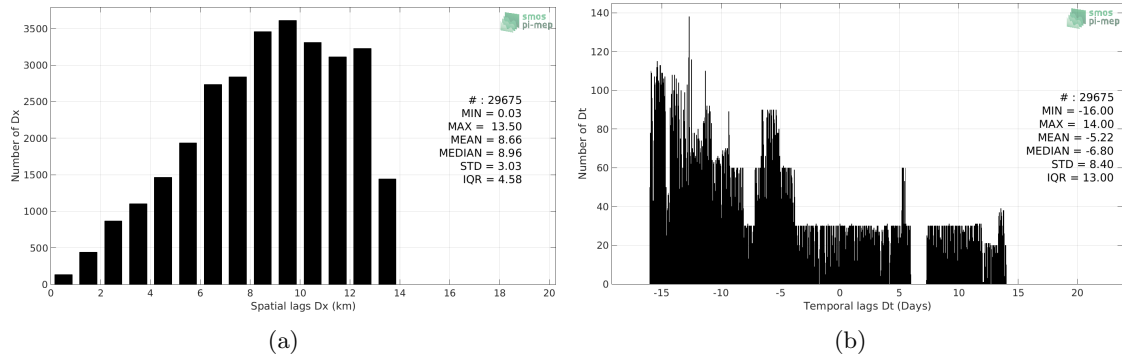 3500
3000
2500
2000
1500
1000
500
0
Number of Dx
smos
pi-mep
# : 29675
MIN = 0.03
MAX = 13.50
MEAN = 8.66
MEDIAN = 8.96
STD = 3.03
IQR = 4.58
0 2 4 6 8 10 12 14 16 18 20
Spatial lags Dx (km)
(a)
140
120
100
80
60
40
20
0
Number of Dt
smos
pi-mep
# : 29675
MIN = -16.00
MAX = 14.00
MEAN = -5.22
MEDIAN = -6.80
STD = 8.40
IQR = 13.00
-15 -10 -5 0 5 10 15 20
Temporal lags Dt (Days)
(b)